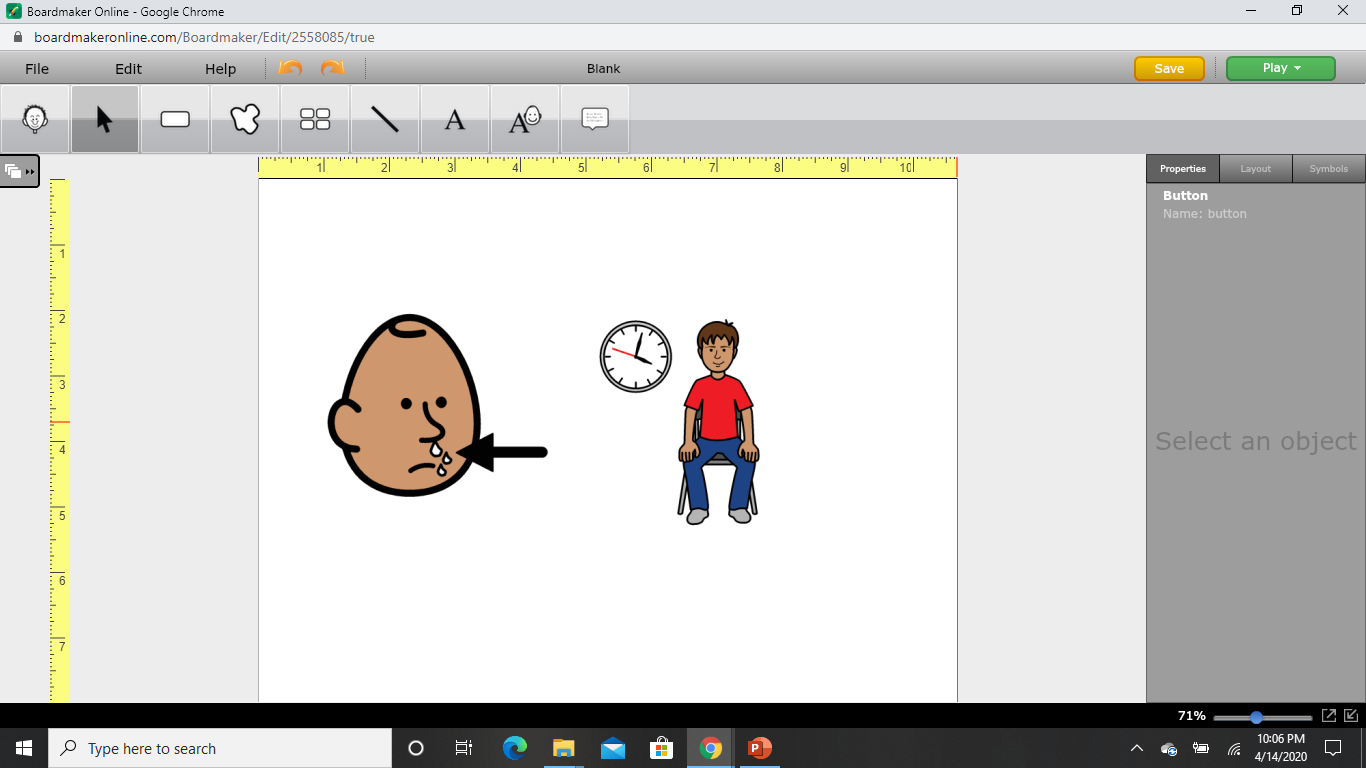 Boardmaker Online - Google Chrome
boardmakeronline.com/Boardmaker/Edit/2558085/true
File Edit Help Blank Save Play
A A
1 2 3 4 5 6 7 8 9 10
Properties Layout Symbols
Button
Name: button
1
2
3
4
5
6
7
Select an object
71%
Type here to search
10:06 PM
4/14/2020